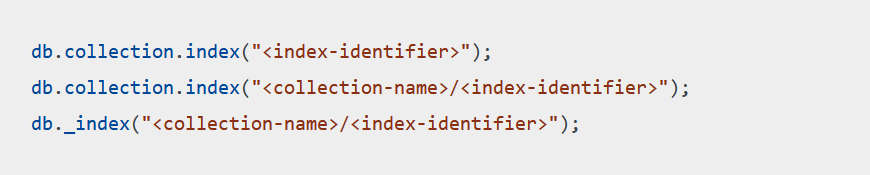 db.collection.index("<index-identifier>");
db.collection.index("<collection-name>/<index-identifier>");
db._index("<collection-name>/<index-identifier>");